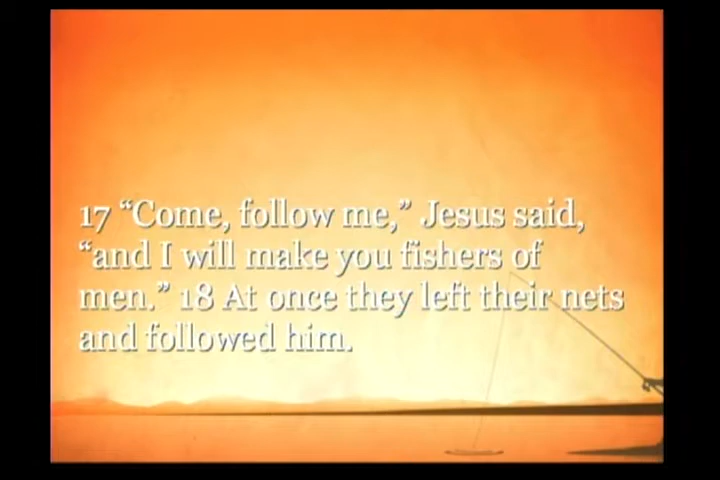 17 “Come, follow me,” Jesus said,
“and I will make you fishers of
men.” 18 At once they left their nets
and followed him.